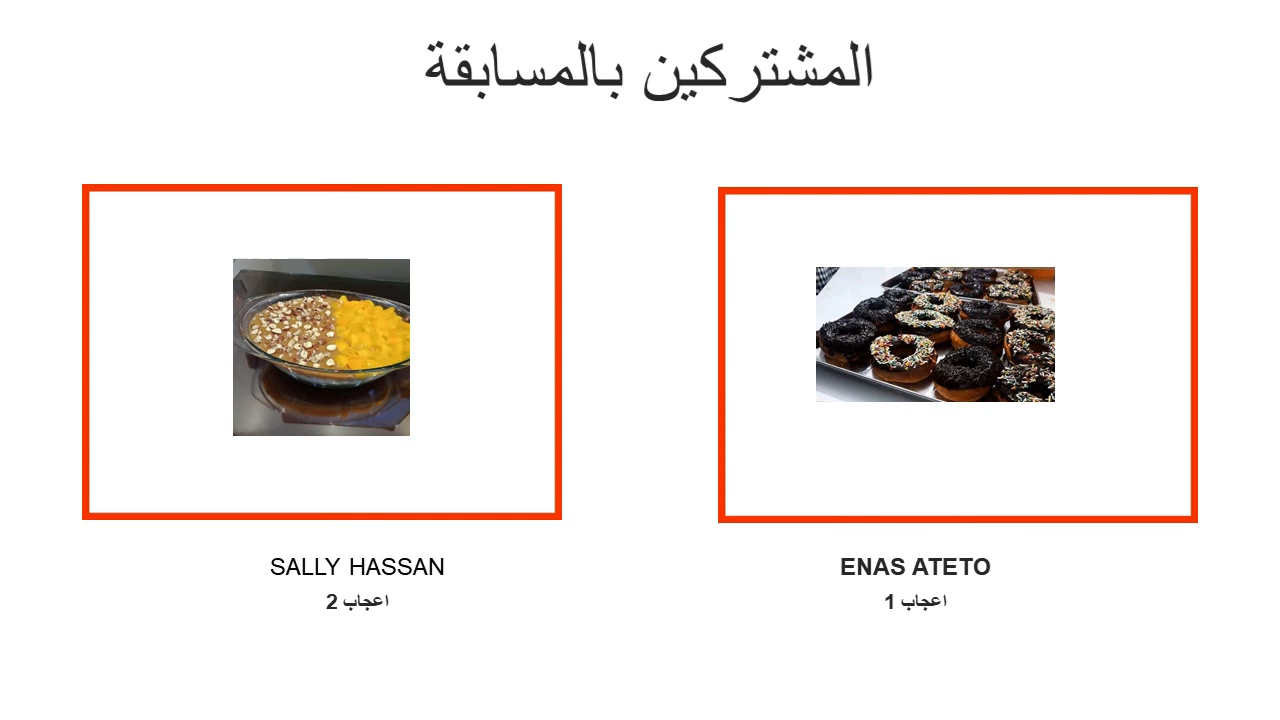 المشتركين بالمسابقة
SALLY HASSAN
اعجاب 2
ENAS ATETO
اعجاب 1